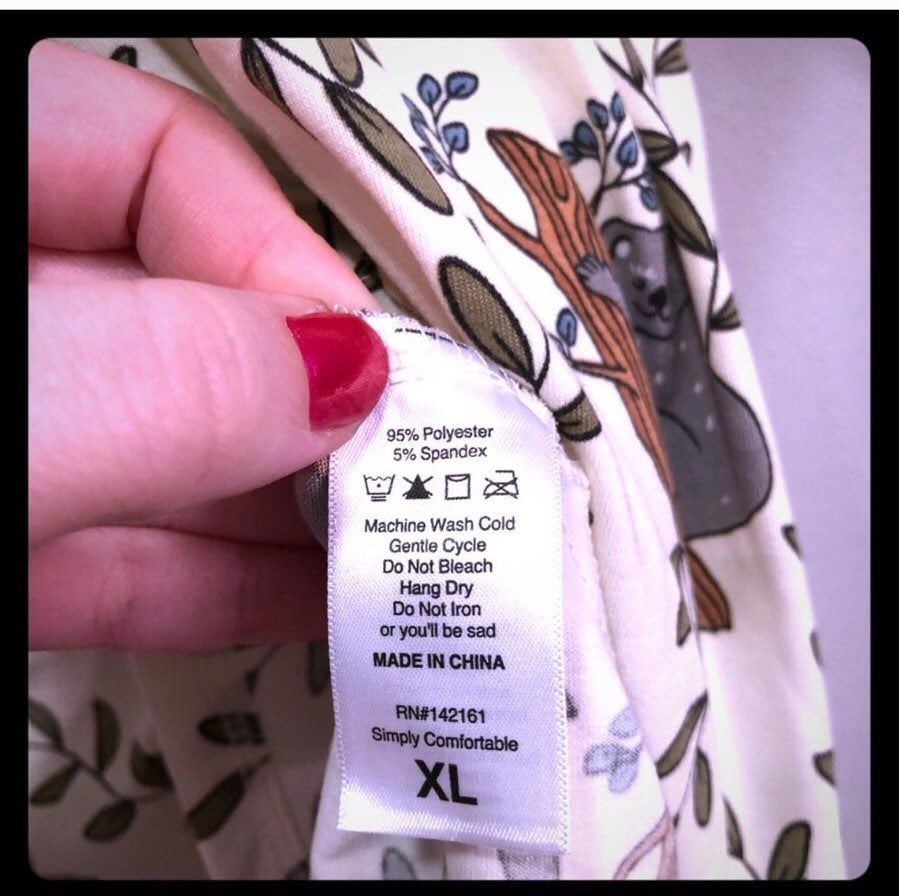 95% Polyester
5% Spandex
Machine Wash Cold
Gentle Cycle
Do Not Bleach
Hang Dry
Do Not Iron
or you'll be sad
MADE IN CHINA
RN#142161
Simply Comfortable
XL